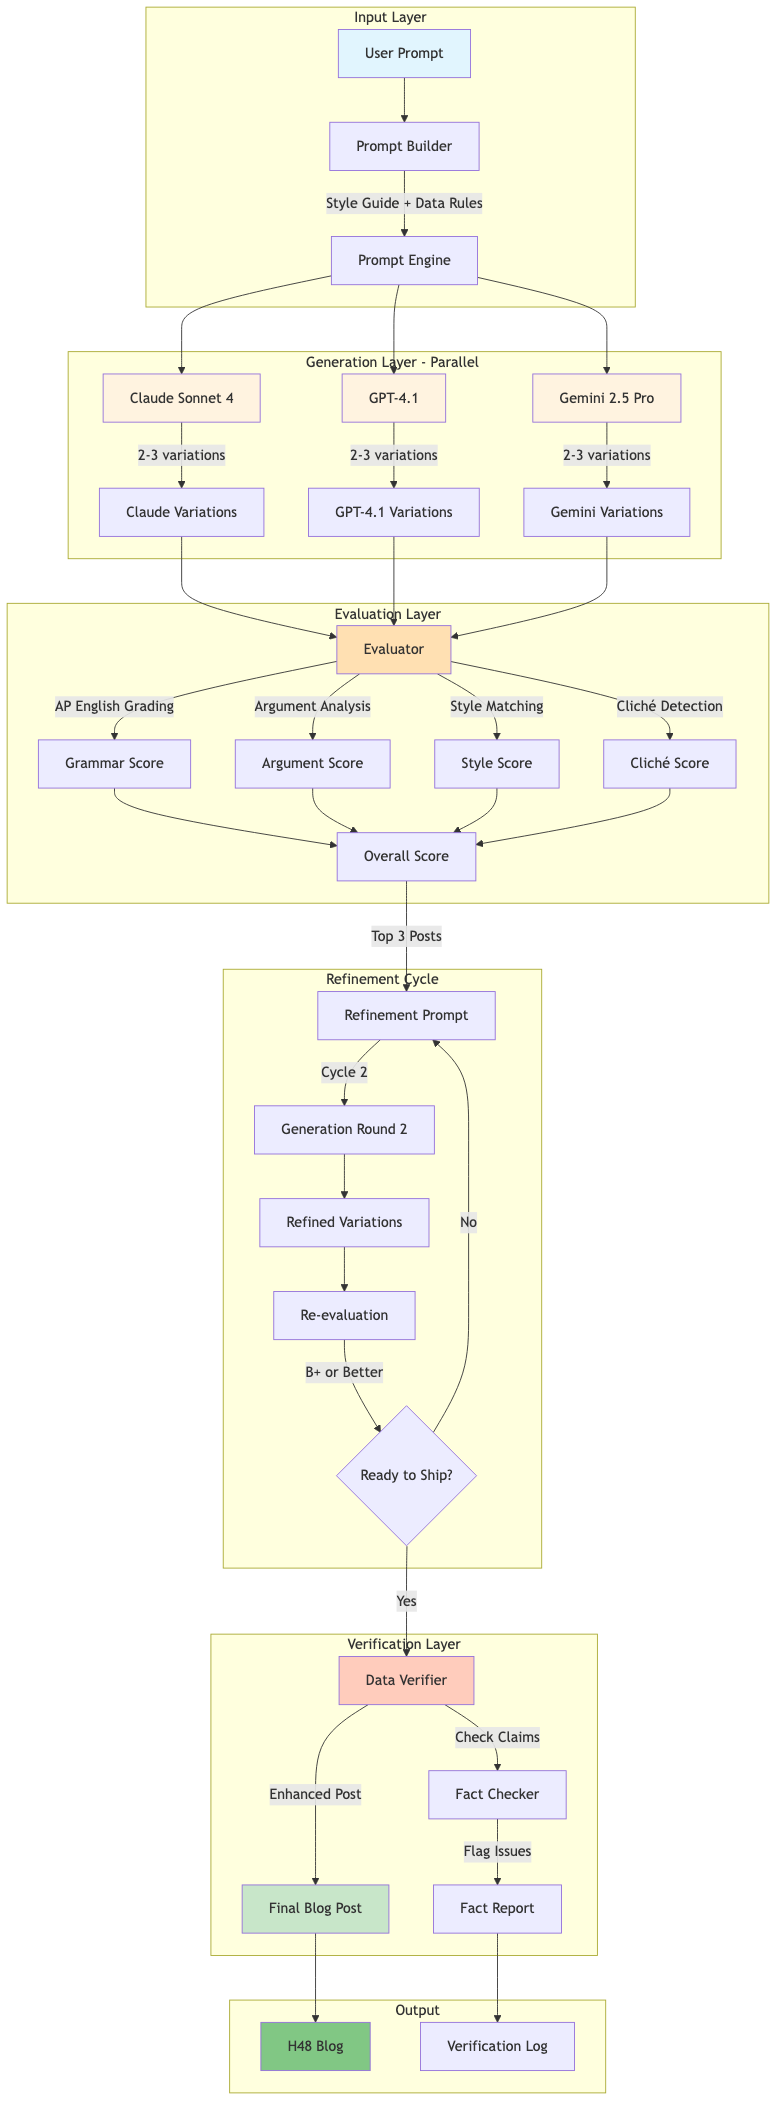 Input Layer
User Prompt
Prompt Builder
Style Guide + Data Rules
Prompt Engine
Generation Layer - Parallel
Claude Sonnet 4
GPT-4.1
Gemini 2.5 Pro
2-3 variations
2-3 variations
2-3 variations
Claude Variations
GPT-4.1 Variations
Gemini Variations
Evaluation Layer
Evaluator
AP English Grading
Argument Analysis
Style Matching
Cliché Detection
Grammar Score
Argument Score
Style Score
Cliché Score
Overall Score
Top 3 Posts
Refinement Cycle
Refinement Prompt
Cycle 2
Generation Round 2
Refined Variations
No
Re-evaluation
B+ or Better
Ready to Ship?
Yes
Verification Layer
Data Verifier
Check Claims
Enhanced Post
Fact Checker
Flag Issues
Final Blog Post
Fact Report
Output
H48 Blog
Verification Log